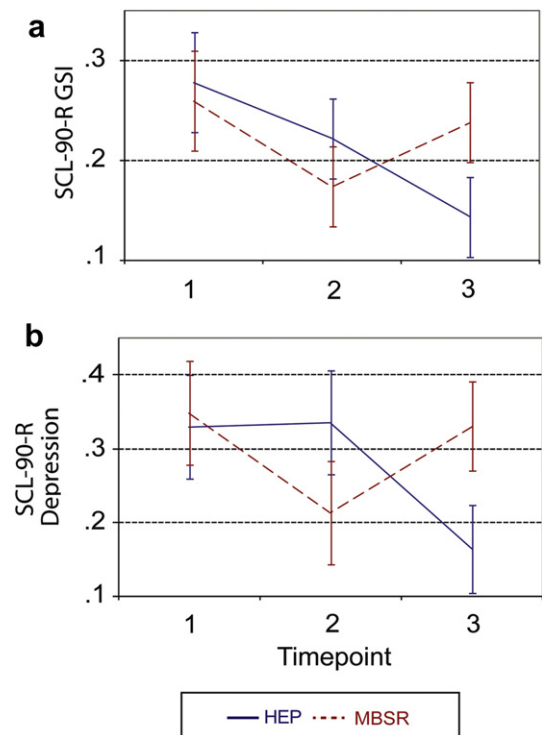 a
SCL-90-R GSI
.3
.2
.1
1 2 3
b
SCL-90-R
Depression
.4
.3
.2
.1
1 2 3
Timepoint
HEP MBSR